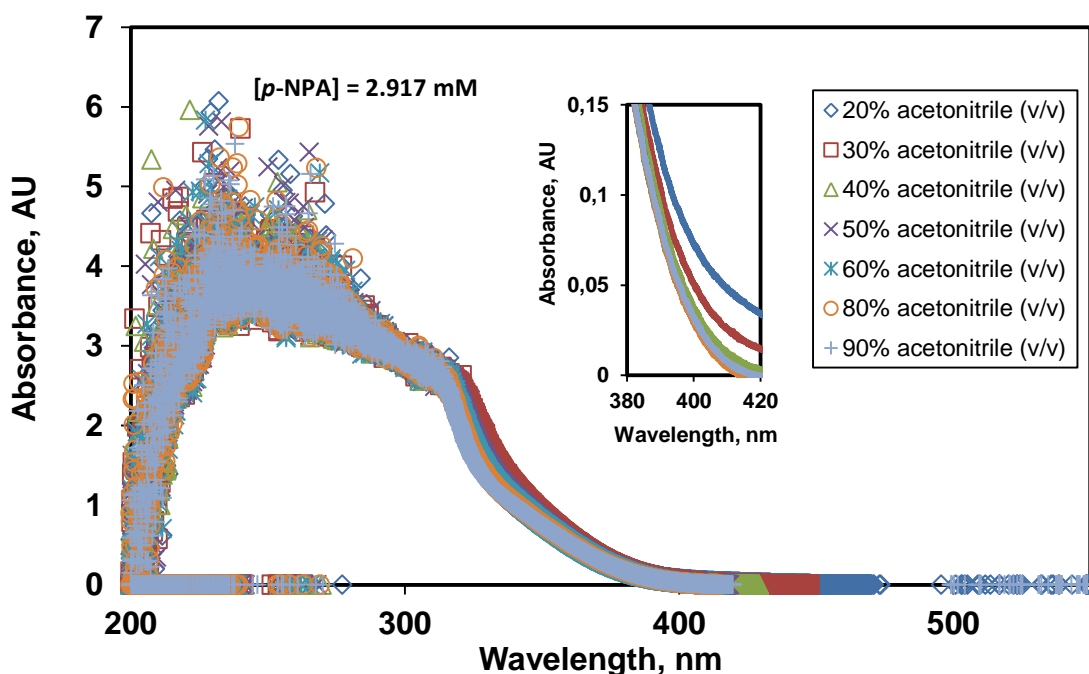 7
6
5
4
3
2
1
0
Absorbance, AU
200
300
400
500
Wavelength, nm
[p-NPA] = 2.917 mM
0,15
0,1
0,05
0
Absorbance, AU
380
400
420
Wavelength, nm
20% acetonitrile (v/v)
30% acetonitrile (v/v)
40% acetonitrile (v/v)
50% acetonitrile (v/v)
60% acetonitrile (v/v)
80% acetonitrile (v/v)
90% acetonitrile (v/v)